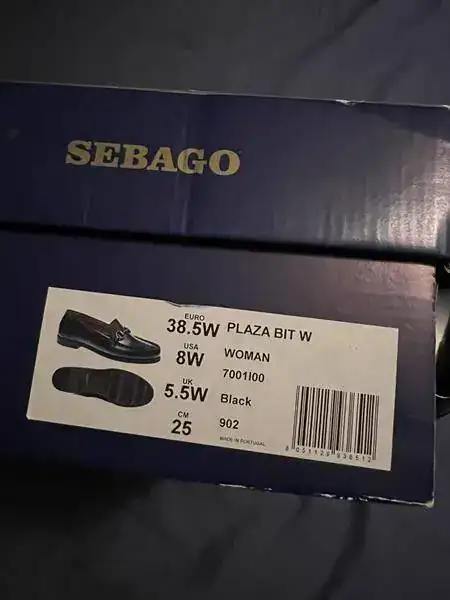 SEBAGO
EURO
38.5W PLAZA BIT W
USA
8W WOMAN
7001I00
UK
5.5W Black
CM
25 902
MADE IN PORTUGAL